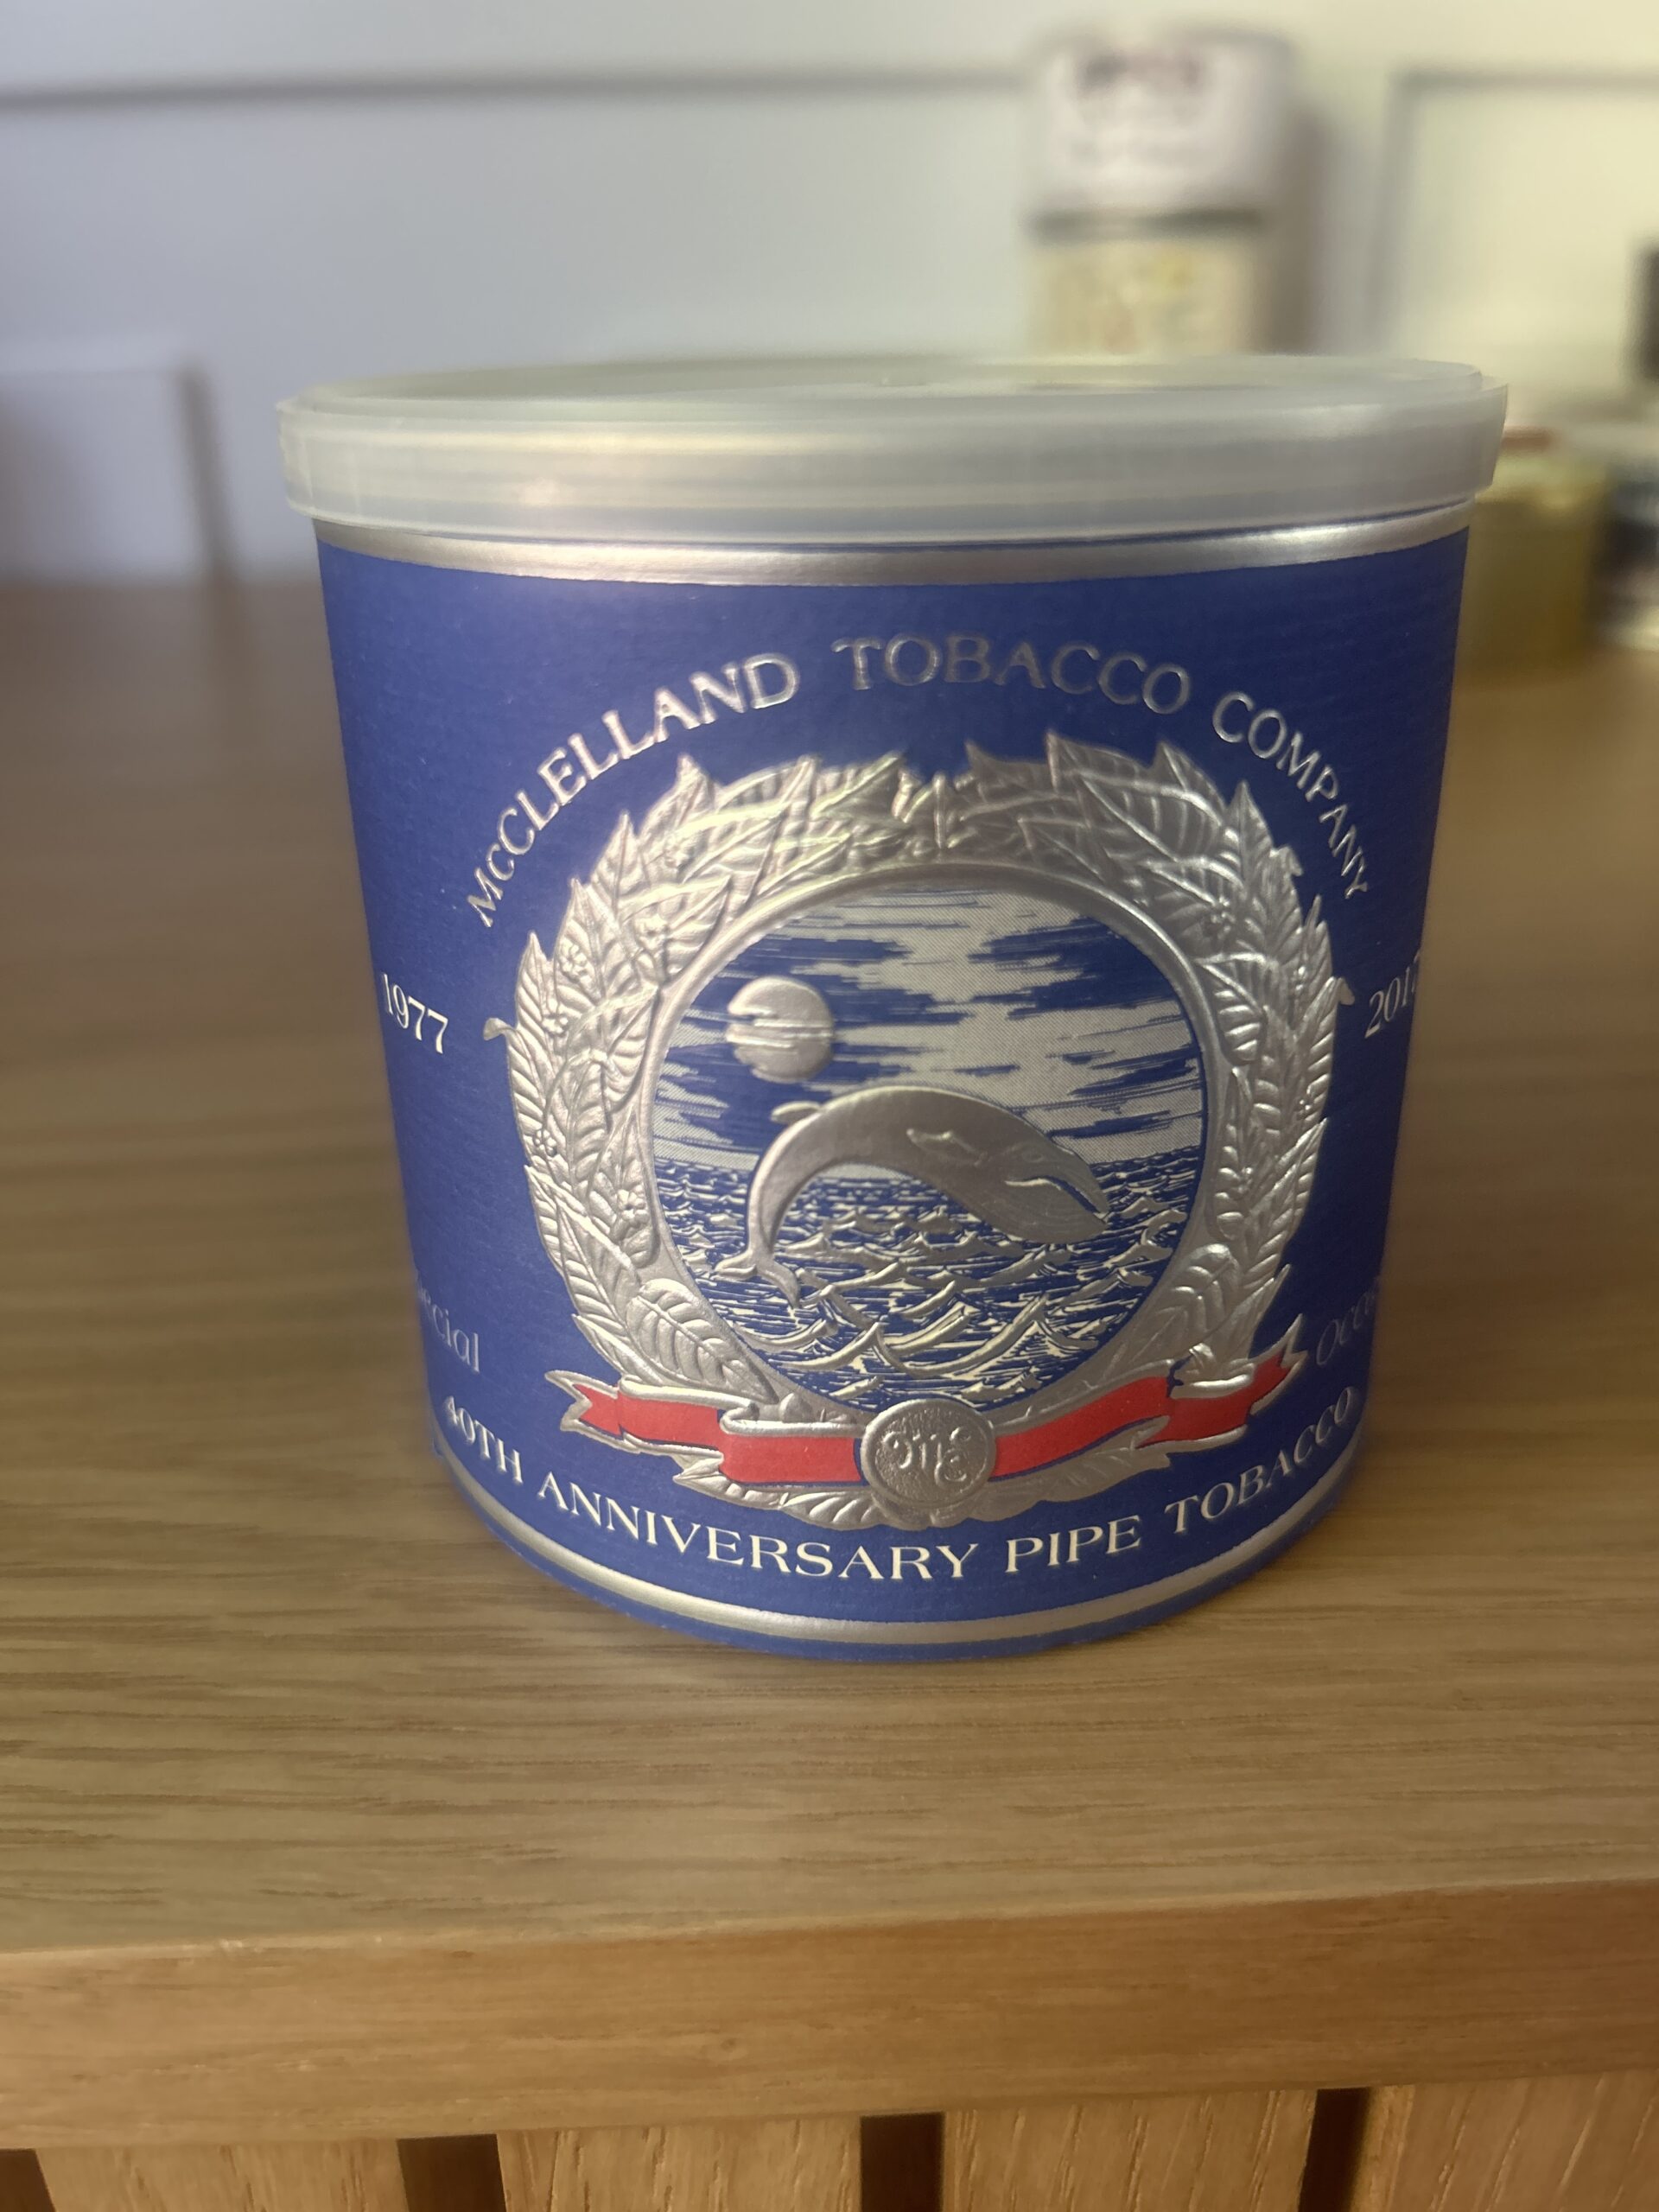 McCLELLAND TOBACCO COMPANY
1977
40TH ANNIVERSARY PIPE TOBACCO